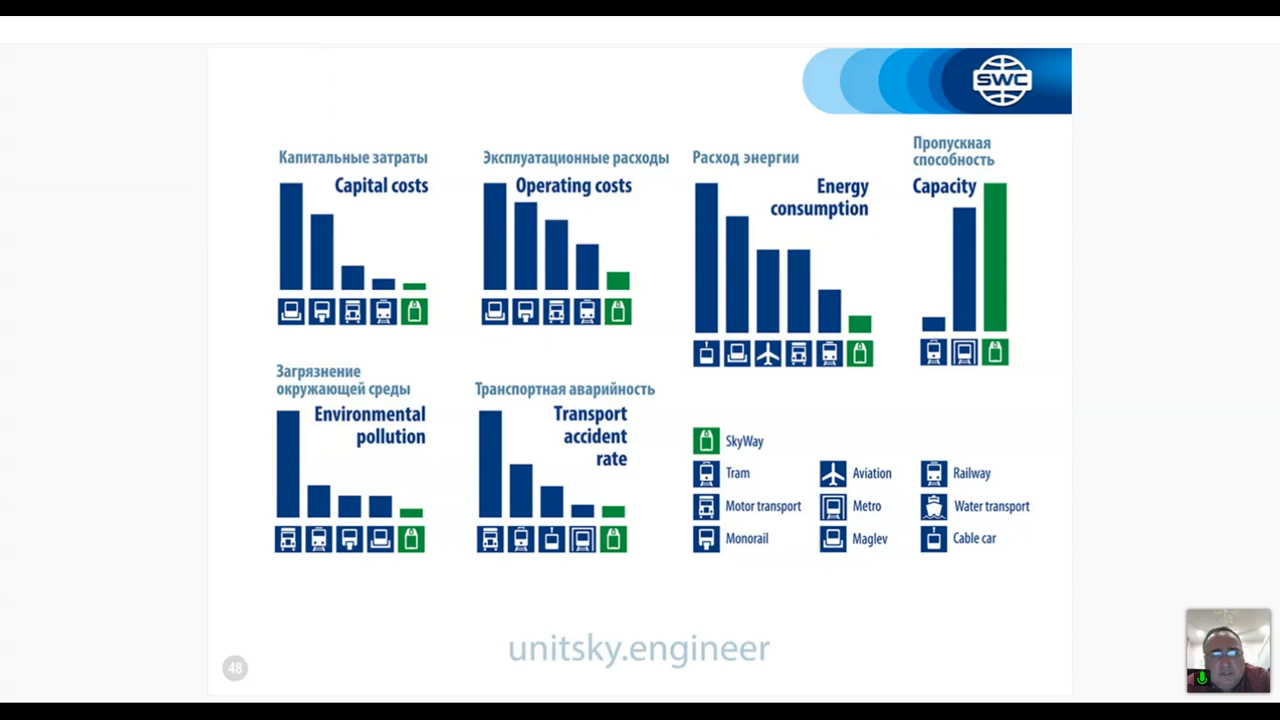 SWC
Капитальные затраты
Capital costs
Эксплуатационные расходы
Operating costs
Расход энергии
Energy
consumption
Пропускная
способность
Capacity
Загрязнение
окружающей среды
Environmental
pollution
Транспортная аварийность
Transport
accident
rate
SkyWay
Tram
Aviation
Railway
Motor transport
Metro
Water transport
Monorail
Maglev
Cable car
unitsky.engineer
48